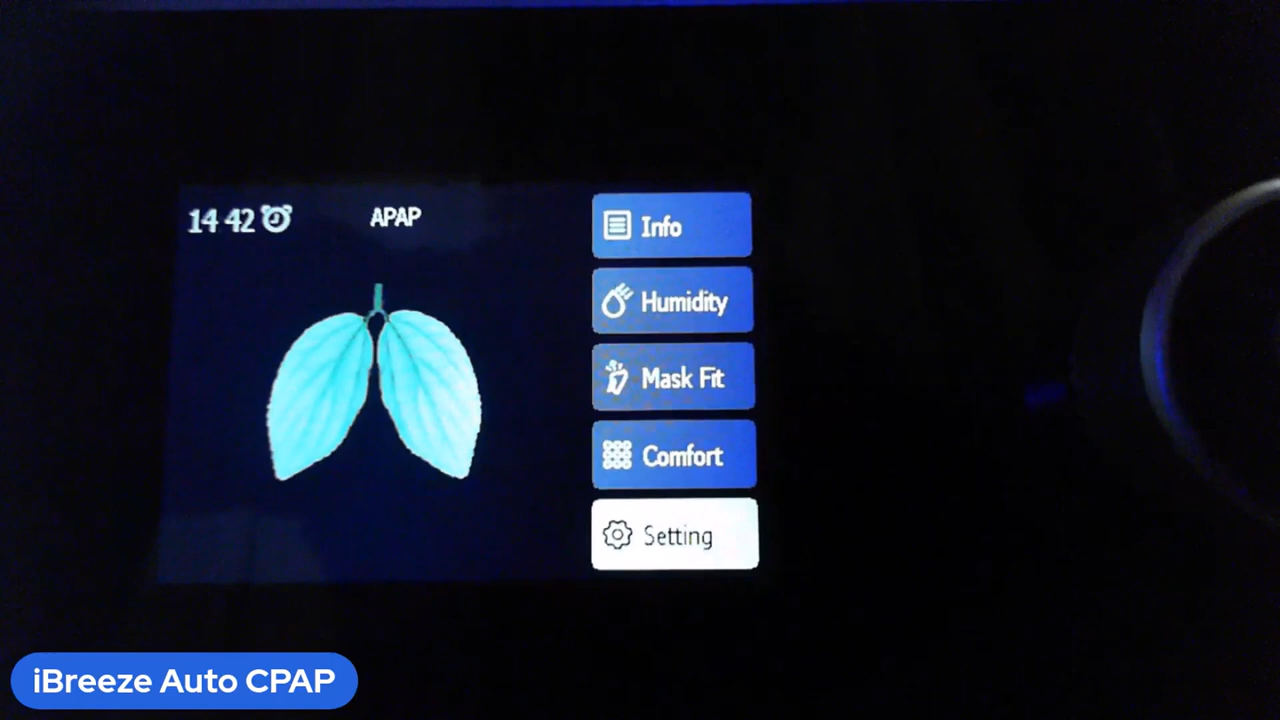 14 42
APAP
Info
Humidity
Mask Fit
Comfort
Setting
iBreeze Auto CPAP